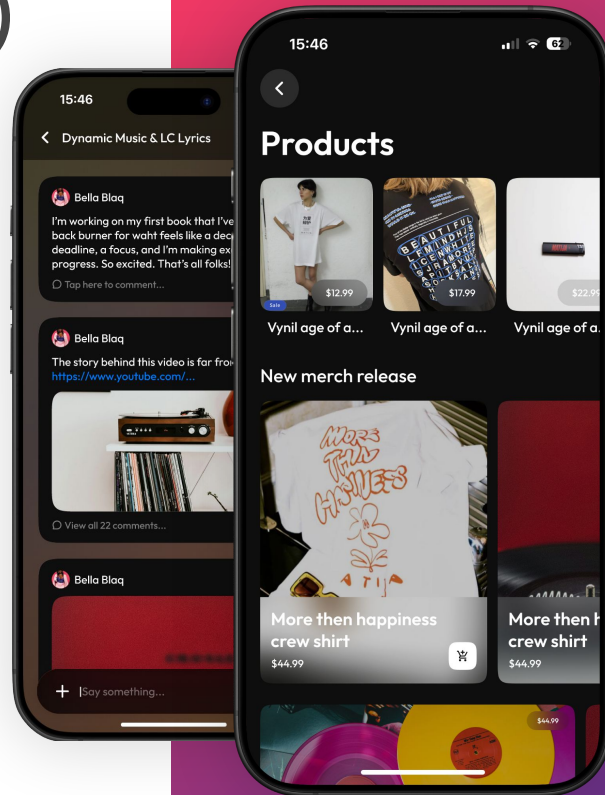 15:46
Dynamic Music & LC Lyrics
Bella Blaq
I'm working on my first book that I've
back burner for waht feels like a dec
deadline, a focus, and I'm making ex
progress. So excited. That's all folks!
Tap here to comment...
Bella Blaq
The story behind this video is far fro
https://www.youtube.com/...
View all 22 comments...
Bella Blaq
Say something...
15:46
62
Products
$12.99
Sale
Vynil age of a...
BEAUTIFUL
$17.99
Vynil age of a...
$22.99
Vynil age of a.
New merch release
MORE
THAN
HAPPINESS
More then happiness
crew shirt
$44.99
More then h
crew shirt
$44.99
$44.99